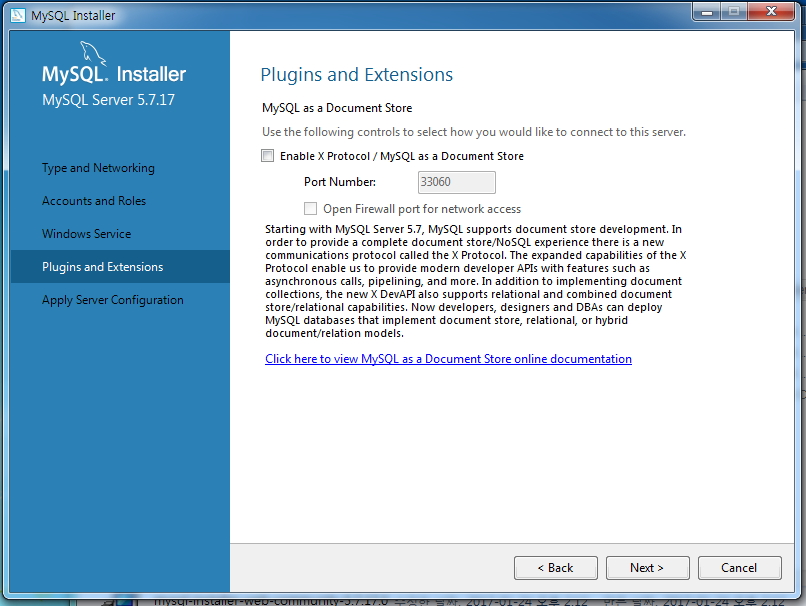 MySQL Installer
MySQL. Installer
MySQL Server 5.7.17
Type and Networking
Accounts and Roles
Windows Service
Plugins and Extensions
Apply Server Configuration
Plugins and Extensions
MySQL as a Document Store
Use the following controls to select how you would like to connect to this server.
Enable X Protocol / MySQL as a Document Store
Port Number: 33060
Open Firewall port for network access
Starting with MySQL Server 5.7, MySQL supports document store development. In
order to provide a complete document store/NoSQL experience there is a new
communications protocol called the X Protocol. The expanded capabilities of the X
Protocol enable us to provide modern developer APIs with features such as
asynchronous calls, pipelining, and more. In addition to implementing document
collections, the new X DevAPI also supports relational and combined document
store/relational capabilities. Now developers, designers and DBAs can deploy
MySQL databases that implement document store, relational, or hybrid
document/relation models.
Click here to view MySQL as a Document Store online documentation
< Back Next > Cancel
mysql-installer-web-community-5.7.17.0 수정한 날짜: 2017-01-24 오후 2:12 만든 날짜: 2017-01-24 오후 2:12